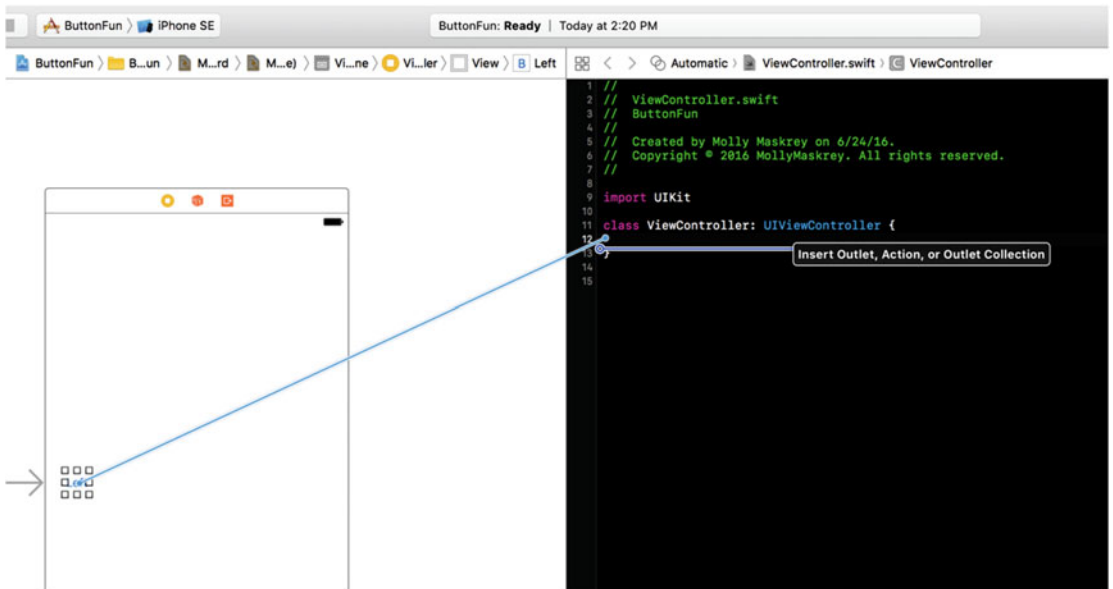 ButtonFun 〉 iPhone SE
ButtonFun: Ready | Today at 2:20 PM
ButtonFun 〉 B...un 〉 M...rd 〉 M...e) 〉 Vi...ne 〉 Vi...ler 〉 View 〉 B Left
< > Automatic 〉 ViewController.swift 〉 C ViewController
1 //
2 // ViewController.swift
3 // ButtonFun
4 //
5 // Created by Molly Maskrey on 6/24/16.
6 // Copyright © 2016 MollyMaskrey. All rights reserved.
7 //
8
9 import UIKit
10
11 class ViewController: UIViewController {
12
Insert Outlet, Action, or Outlet Collection
13 }
14
15